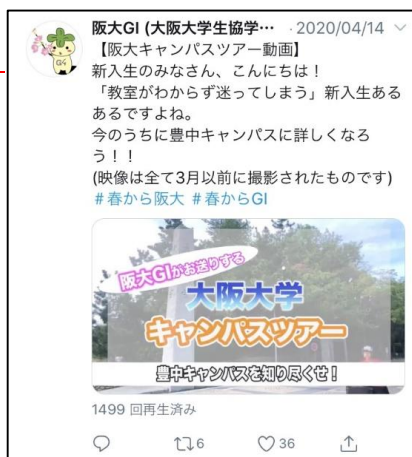 阪大GI (大阪大学生協学… ・2020/04/14
【阪大キャンパスツアー動画】
新入生のみなさん、こんにちは！
「教室がわからず迷ってしまう」新入生ある
あるですよね。
今のうちに豊中キャンパスに詳しくなろ
う！！
(映像は全て3月以前に撮影されたものです)
#春から阪大 #春からGI
阪大GIがお送りする
大阪大学
キャンパスツアー
豊中キャンパスを知り尽くせ！
1499 回再生済み
6 36